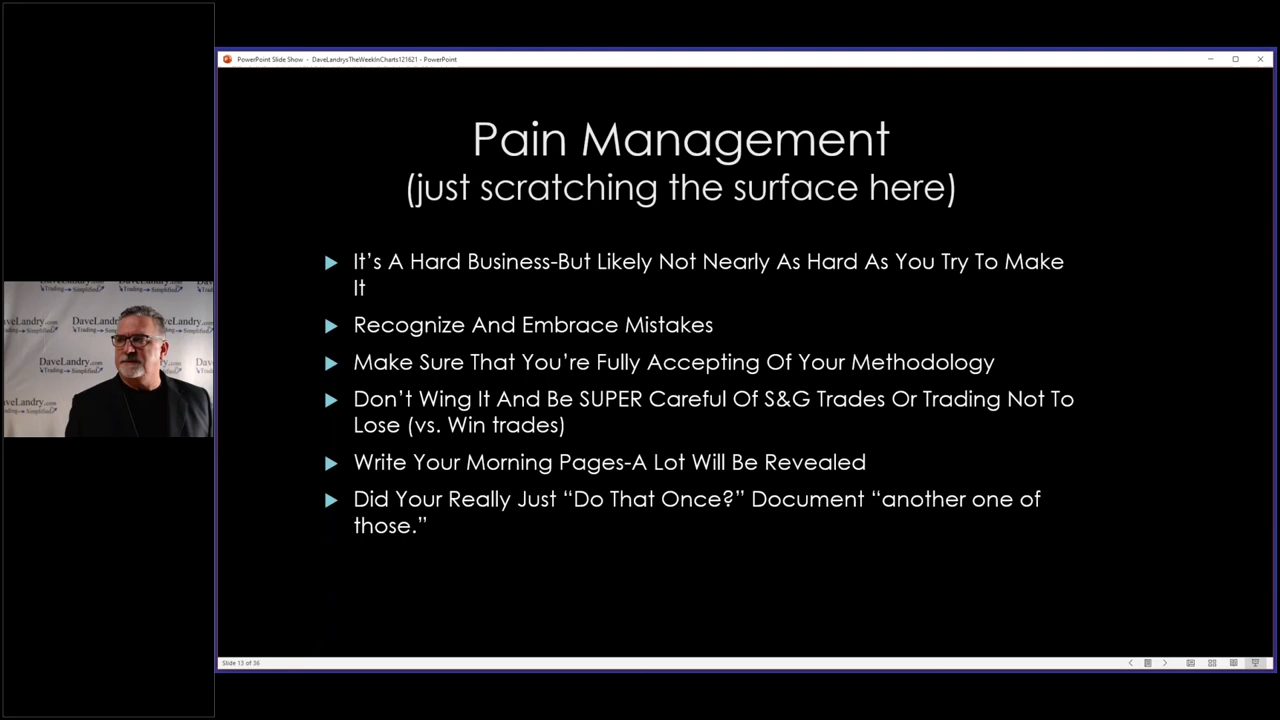 PowerPoint Slide Show - DaveLandrysTheWeekInCharts121621 - PowerPoint
Pain Management
(just scratching the surface here)
It's A Hard Business-But Likely Not Nearly As Hard As You Try To Make
It
Recognize And Embrace Mistakes
Make Sure That You're Fully Accepting Of Your Methodology
Don't Wing It And Be SUPER Careful Of S&G Trades Or Trading Not To
Lose (vs. Win trades)
Write Your Morning Pages-A Lot Will Be Revealed
Did Your Really Just “Do That Once?” Document “another one of
those.”
DaveLandry.com
Trading Simplified
Slide 13 of 36